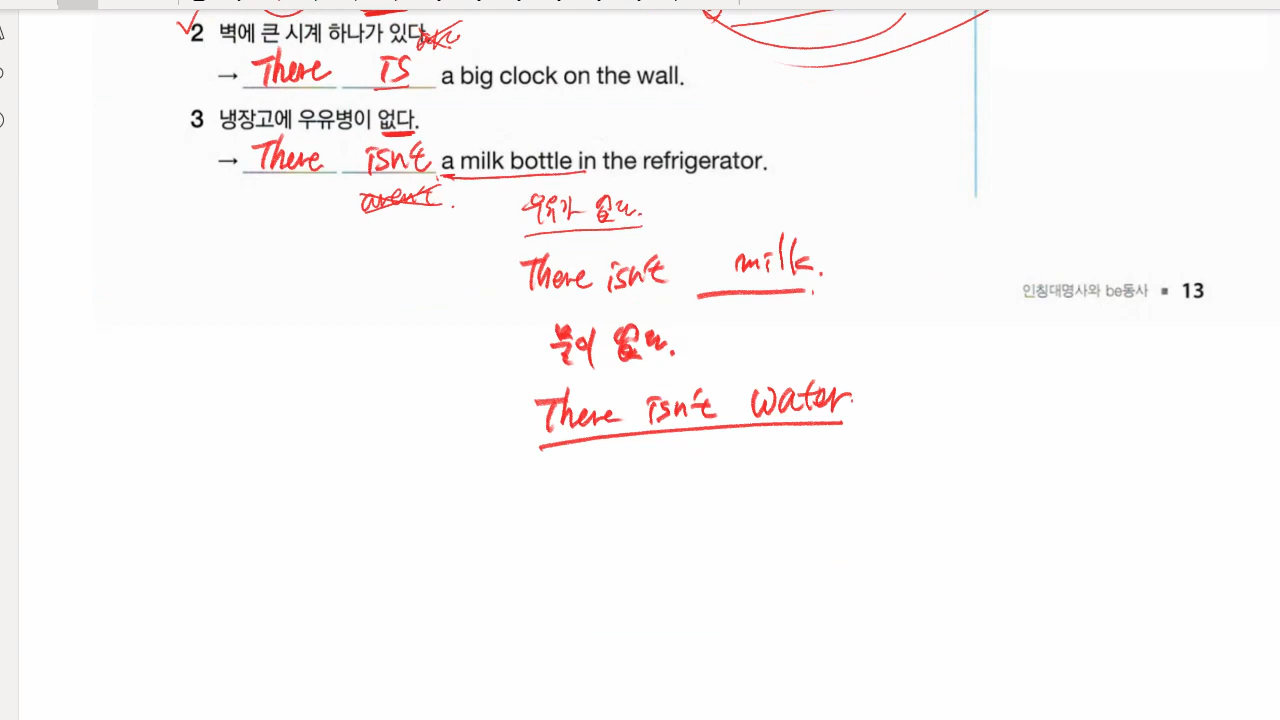 2 벽에 큰 시계 하나가 있다.
→ There is a big clock on the wall.
3 냉장고에 우유병이 없다.
→ There isn't a milk bottle in the refrigerator.
aren't.
우유가 없다.
There isn't milk.
인칭대명사와 be동사 ■ 13
물이 없다.
There isn't water.